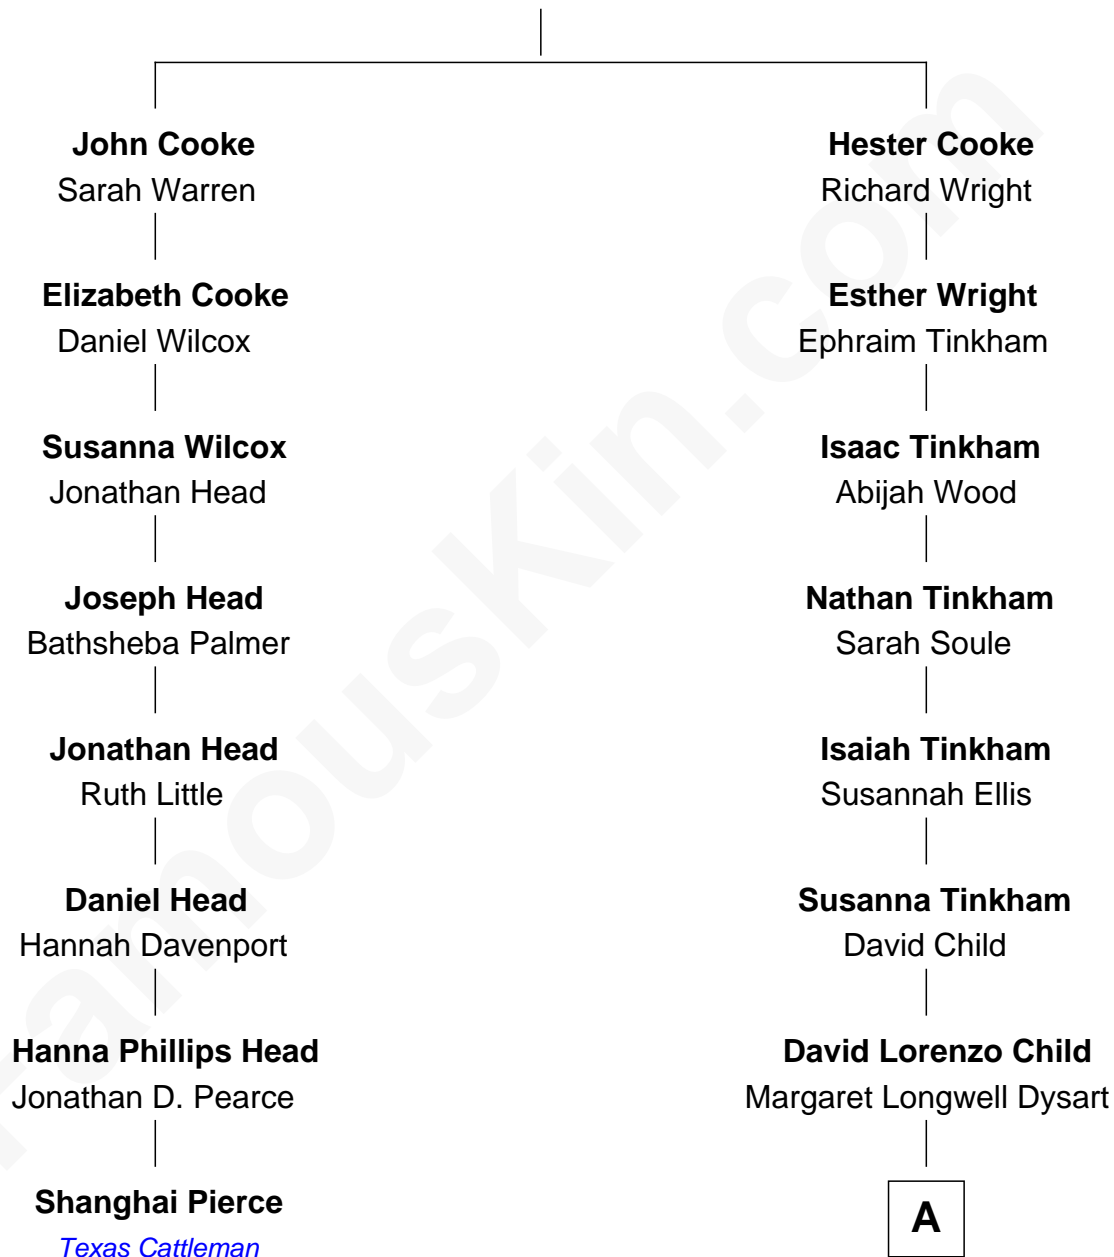 John Cooke
Sarah Warren
Elizabeth Cooke
Daniel Wilcox
Susanna Wilcox
Jonathan Head
Joseph Head
Bathsheba Palmer
Jonathan Head
Ruth Little
Daniel Head
Hannah Davenport
Hanna Phillips Head
Jonathan D. Pearce
Shanghai Pierce
Texas Cattleman
Hester Cooke
Richard Wright
Esther Wright
Ephraim Tinkham
Isaac Tinkham
Abijah Wood
Nathan Tinkham
Sarah Soule
Isaiah Tinkham
Susannah Ellis
Susanna Tinkham
David Child
David Lorenzo Child
Margaret Longwell Dysart
A
FamousKin.com